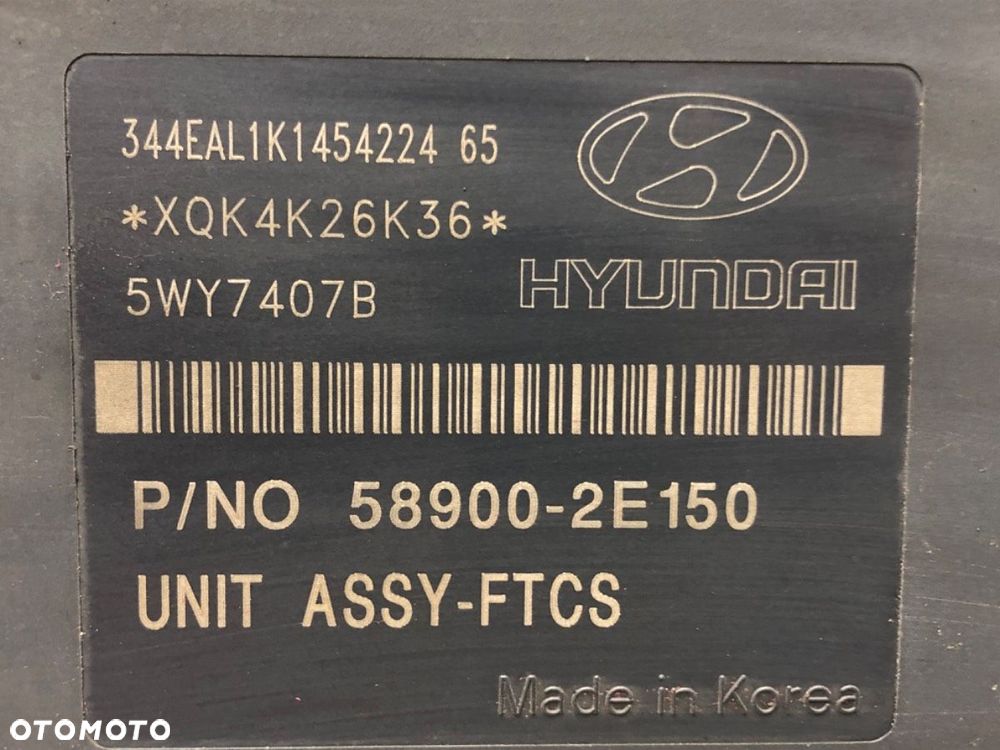 344EAL1K1454224 65
*XQK4K26K36*
5WY7407B
HYUNDAI
P/NO 58900-2E150
UNIT ASSY-FTCS
Made in Korea
OTOMOTO